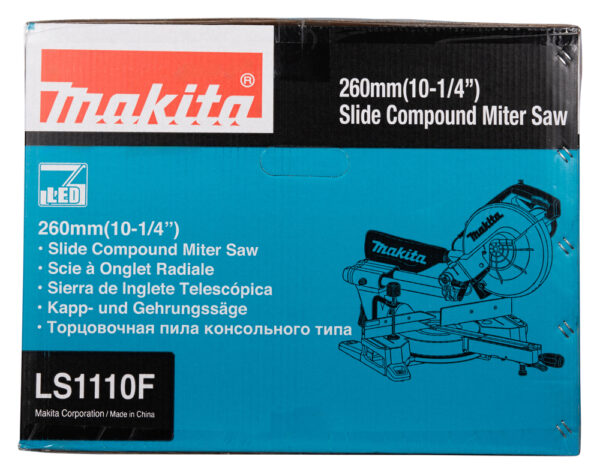 makita®
260mm(10-1/4”)
Slide Compound Miter Saw
LED
260mm(10-1/4”)
• Slide Compound Miter Saw
• Scie à Onglet Radiale
• Sierra de Inglete Telescópica
• Kapp- und Gehrungssäge
• Торцовочная пила консольного типа
makita
makita
LS1110F
Makita Corporation / Made in China